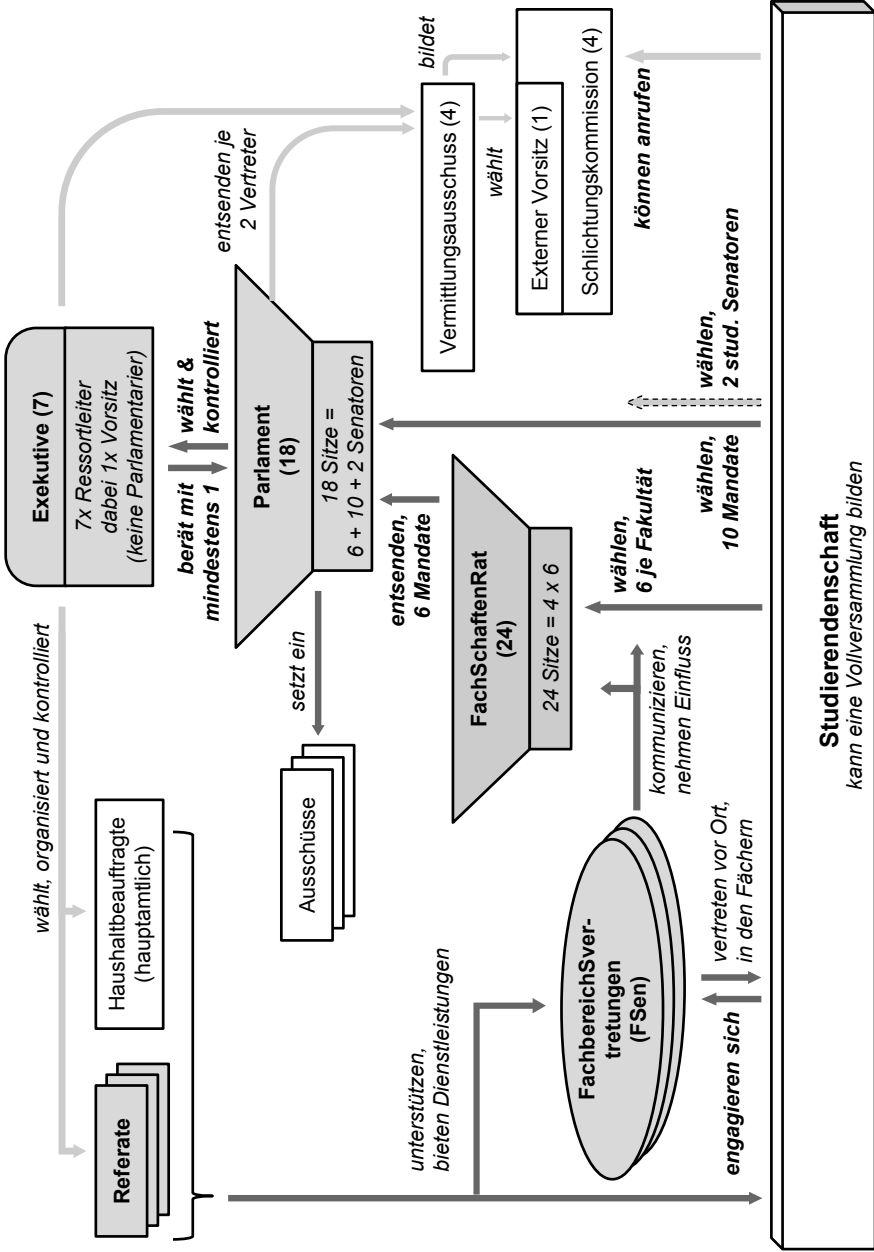 wählt, organisiert und kontrolliert
Exekutive (7)
7x Ressortleiter
dabei 1x Vorsitz
(keine Parlamentarier)
Referate
Haushaltbeauftragte
(hauptamtlich)
berät mit
mindestens 1
wählt &
kontrolliert
entsenden je
2 Vertreter
setzt ein
Ausschüsse
Parlament
(18)
18 Sitze =
6 + 10 + 2 Senatoren
Vermittlungsausschuss (4)
bildet
wählt
Externer Vorsitz (1)
Schlichtungskommission (4)
unterstützen,
bieten Dienstleistungen
entsenden,
6 Mandate
FachSchaftenRat
(24)
24 Sitze = 4 x 6
FachbereichSver-
tretungen
(FSen)
kommunizieren,
nehmen Einfluss
wählen,
6 je Fakultät
wählen,
10 Mandate
wählen,
2 stud. Senatoren
können anrufen
engagieren sich
vertreten vor Ort,
in den Fächern
Studierendenschaft
kann eine Vollversammlung bilden